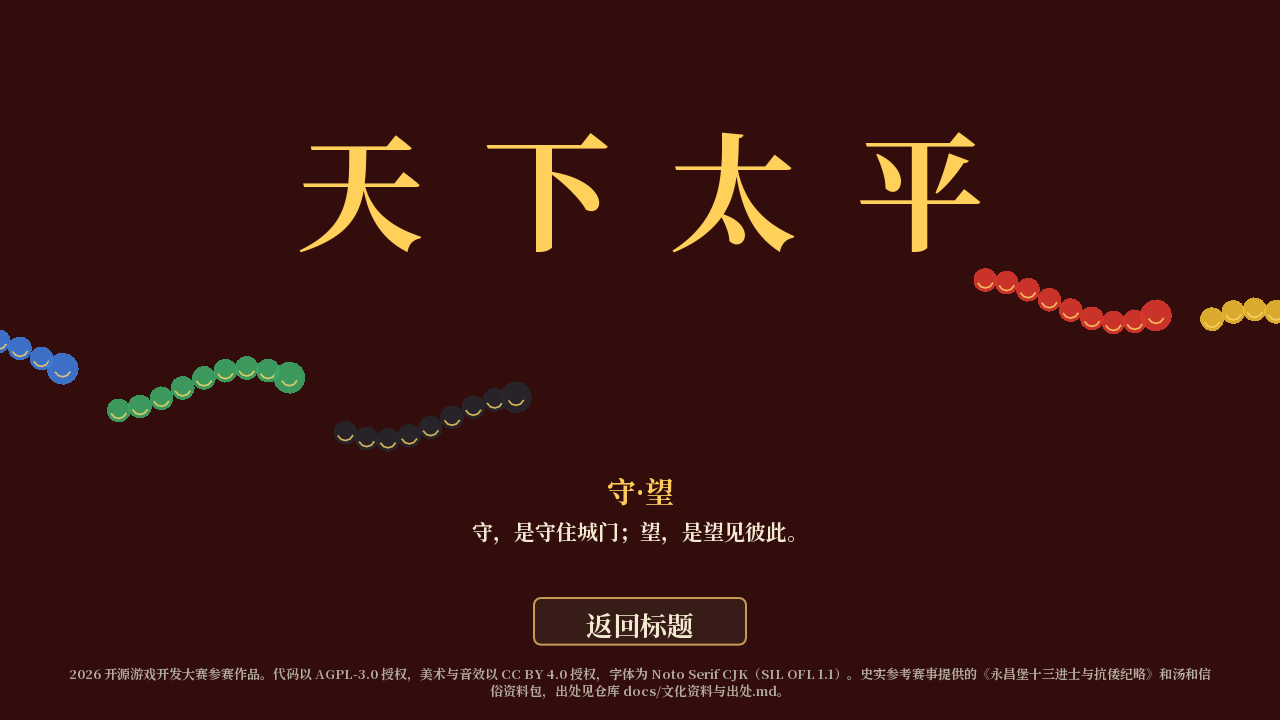 天下太平
守·望
守，是守住城门；望，是望见彼此。
返回标题
2026 开源游戏开发大赛参赛作品。代码以 AGPL-3.0 授权，美术与音效以 CC BY 4.0 授权，字体为 Noto Serif CJK（SIL OFL 1.1）。史实参考赛事提供的《永昌堡十三进士与抗倭纪略》和汤和信
俗资料包，出处见仓库 docs/文化资料与出处.md。